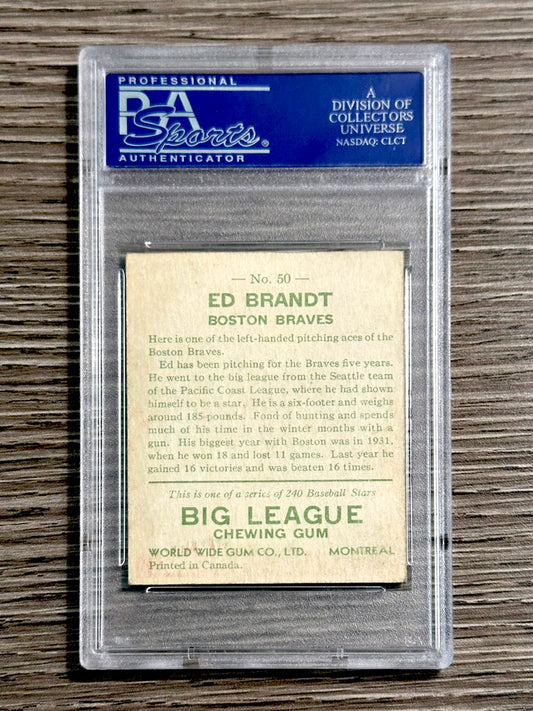 PROFESSIONAL
PSA
Sports®
AUTHENTICATOR
A
DIVISION OF
COLLECTORS
UNIVERSE
NASDAQ: CLCT
— No. 50 —
ED BRANDT
BOSTON BRAVES
Here is one of the left-handed pitching aces of the
Boston Braves.
Ed has been pitching for the Braves five years.
He went to the big league from the Seattle team
of the Pacific Coast League, where he had shown
himself to be a star. He is a six-footer and weighs
around 185-pounds. Fond of hunting and spends
much of his time in the winter months with a
gun. His biggest year with Boston was in 1931,
when he won 18 and lost 11 games. Last year he
gained 16 victories and was beaten 16 times.
This is one of a series of 240 Baseball Stars
BIG LEAGUE
CHEWING GUM
WORLD WIDE GUM CO., LTD. MONTREAL
Printed in Canada.